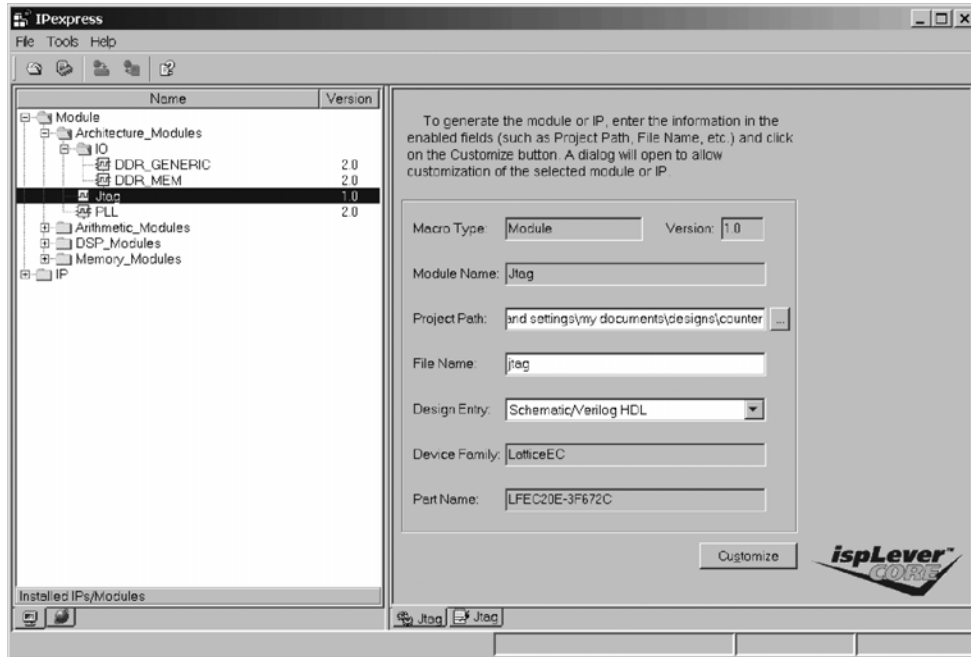 IPexpress
File Tools Help
Name Version
Module
Architecture_Modules
IO
DDR_GENERIC 2.0
DDR_MEM 2.0
Jtag 1.0
PLL 2.0
Arithmetic_Modules
DSP_Modules
Memory_Modules
IP
Installed IPs/Modules
To generate the module or IP, enter the information in the
enabled fields (such as Project Path, File Name, etc.) and click
on the Customize button. A dialog will open to allow
customization of the selected module or IP.
Macro Type: Module Version: 1.0
Module Name: Jtag
Project Path: and settings\my documents\designs\counter ...
File Name: jtag
Design Entry: Schematic/Verilog HDL
Device Family: LatticeEC
Part Name: LFEC20E-3F672C
Customize
ispLever™
CORE
Jtag Jtag